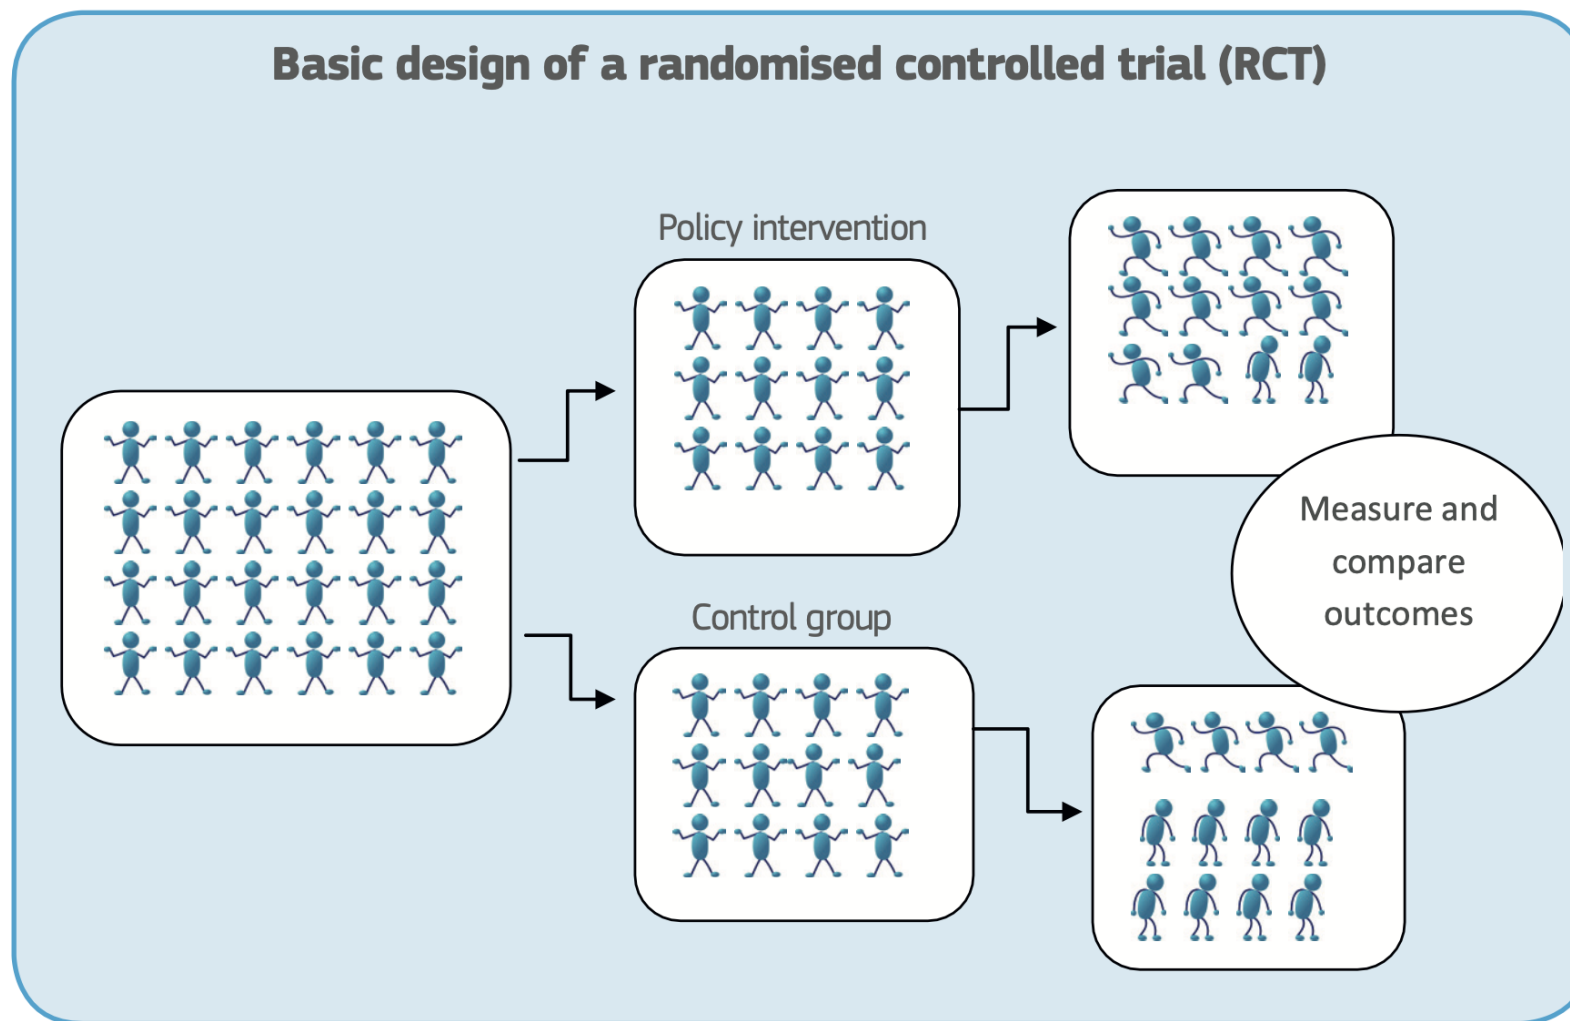 Basic design of a randomised controlled trial (RCT)
Policy intervention
Control group
Measure and
compare
outcomes